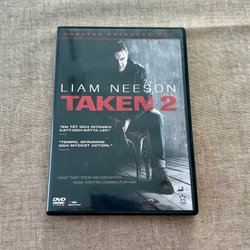 UNRATED EXTENDED CUT
LIAM NEESON
TAKEN 2
"EN TÄT OCH INTENSIV
KATT-OCH-RÅTTA LEK"
"TEMPO, SPÄNNING
OCH MYCKET ACTION."
FIRST THEY TOOK HIS DAUGHTER.
NOW THEY'RE COMING FOR HIM.
DVD